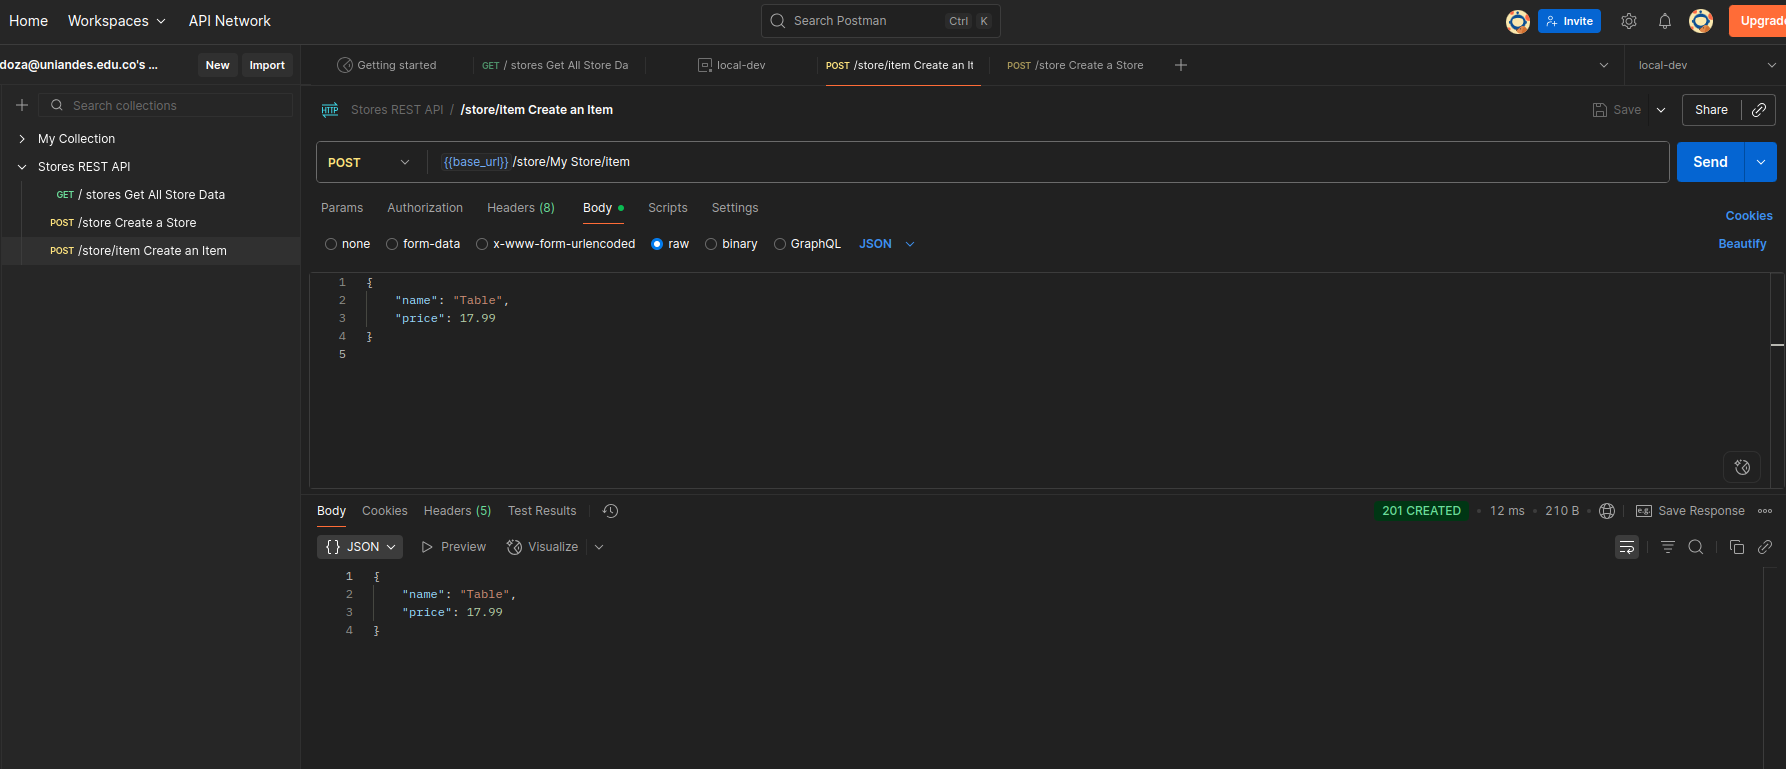 Home Workspaces API Network Search Postman Ctrl K Invite Upgrade
doza@uniandes.edu.co's ... New Import Getting started GET / stores Get All Store Da local-dev POST /store/item Create an It POST /store Create a Store local-dev
Search collections Stores REST API / /store/item Create an Item Save Share
My Collection
Stores REST API
GET / stores Get All Store Data
POST /store Create a Store
POST /store/item Create an Item
POST {{base_url}} /store/My Store/item Send
Params Authorization Headers (8) Body Scripts Settings Cookies
none form-data x-www-form-urlencoded raw binary GraphQL JSON Beautify
1 {
2 "name": "Table",
3 "price": 17.99
4 }
5
Body Cookies Headers (5) Test Results 201 CREATED 12 ms 210 B e.g. Save Response
{} JSON Preview Visualize
1 {
2 "name": "Table",
3 "price": 17.99
4 }